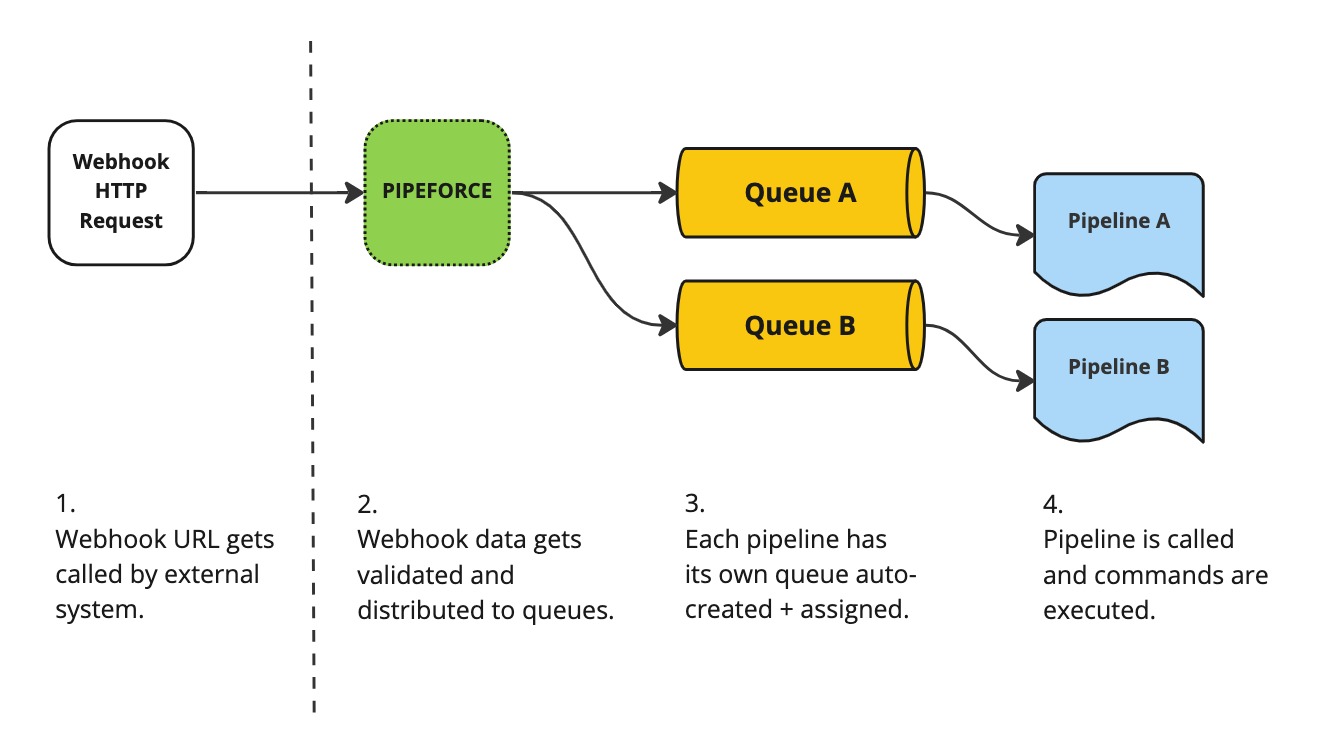 Webhook
HTTP
Request
PIPEFORCE
Queue A
Pipeline A
Queue B
Pipeline B
1.
Webhook URL gets
called by external
system.
2.
Webhook data gets
validated and
distributed to queues.
3.
Each pipeline has
its own queue auto-
created + assigned.
4.
Pipeline is called
and commands are
executed.